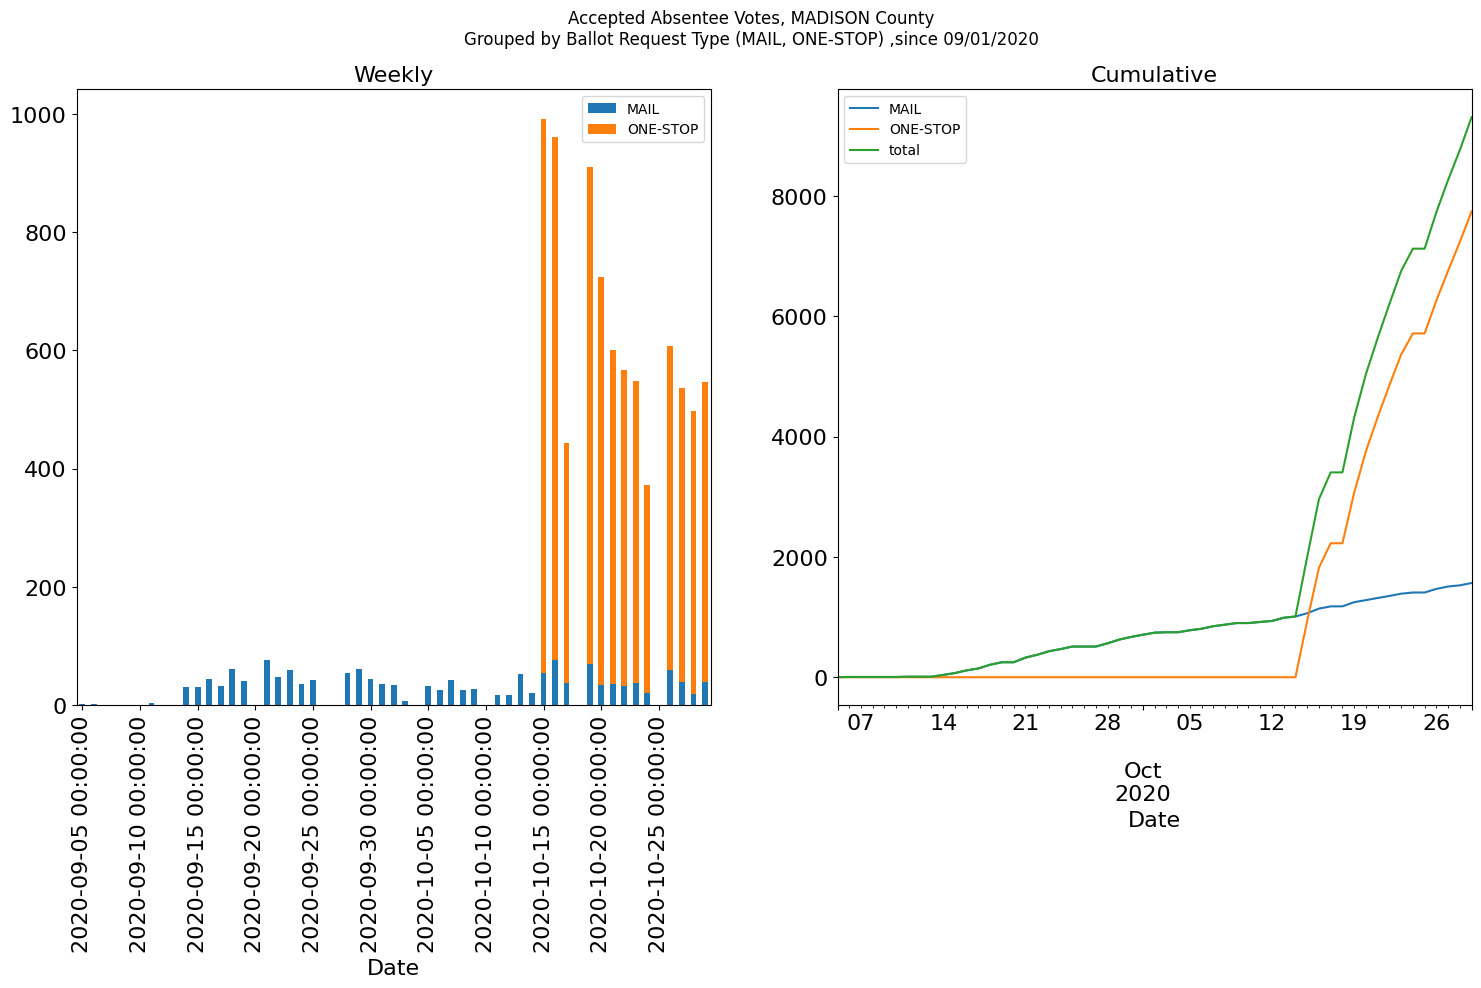 Accepted Absentee Votes, MADISON County
Grouped by Ballot Request Type (MAIL, ONE-STOP) ,since 09/01/2020
Weekly
1000
800
600
400
200
0
MAIL
ONE-STOP
2020-09-05 00:00:00
2020-09-10 00:00:00
2020-09-15 00:00:00
2020-09-20 00:00:00
2020-09-25 00:00:00
2020-09-30 00:00:00
2020-10-05 00:00:00
2020-10-10 00:00:00
2020-10-15 00:00:00
2020-10-20 00:00:00
2020-10-25 00:00:00
Date
Cumulative
MAIL
ONE-STOP
total
8000
6000
4000
2000
0
07 14 21 28 05 12 19 26
Oct
2020
Date